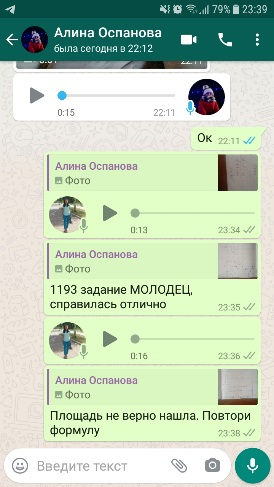 79% 23:39
Алина Оспанова
была сегодня в 22:12
22:11
0:15 22:11
Ок 22:11
Алина Оспанова
Фото
0:13 23:34
Алина Оспанова
Фото
1193 задание МОЛОДЕЦ,
справилась отлично 23:35
0:16 23:36
Алина Оспанова
Фото
Площадь не верно нашла. Повтори
формулу 23:38
Введите текст